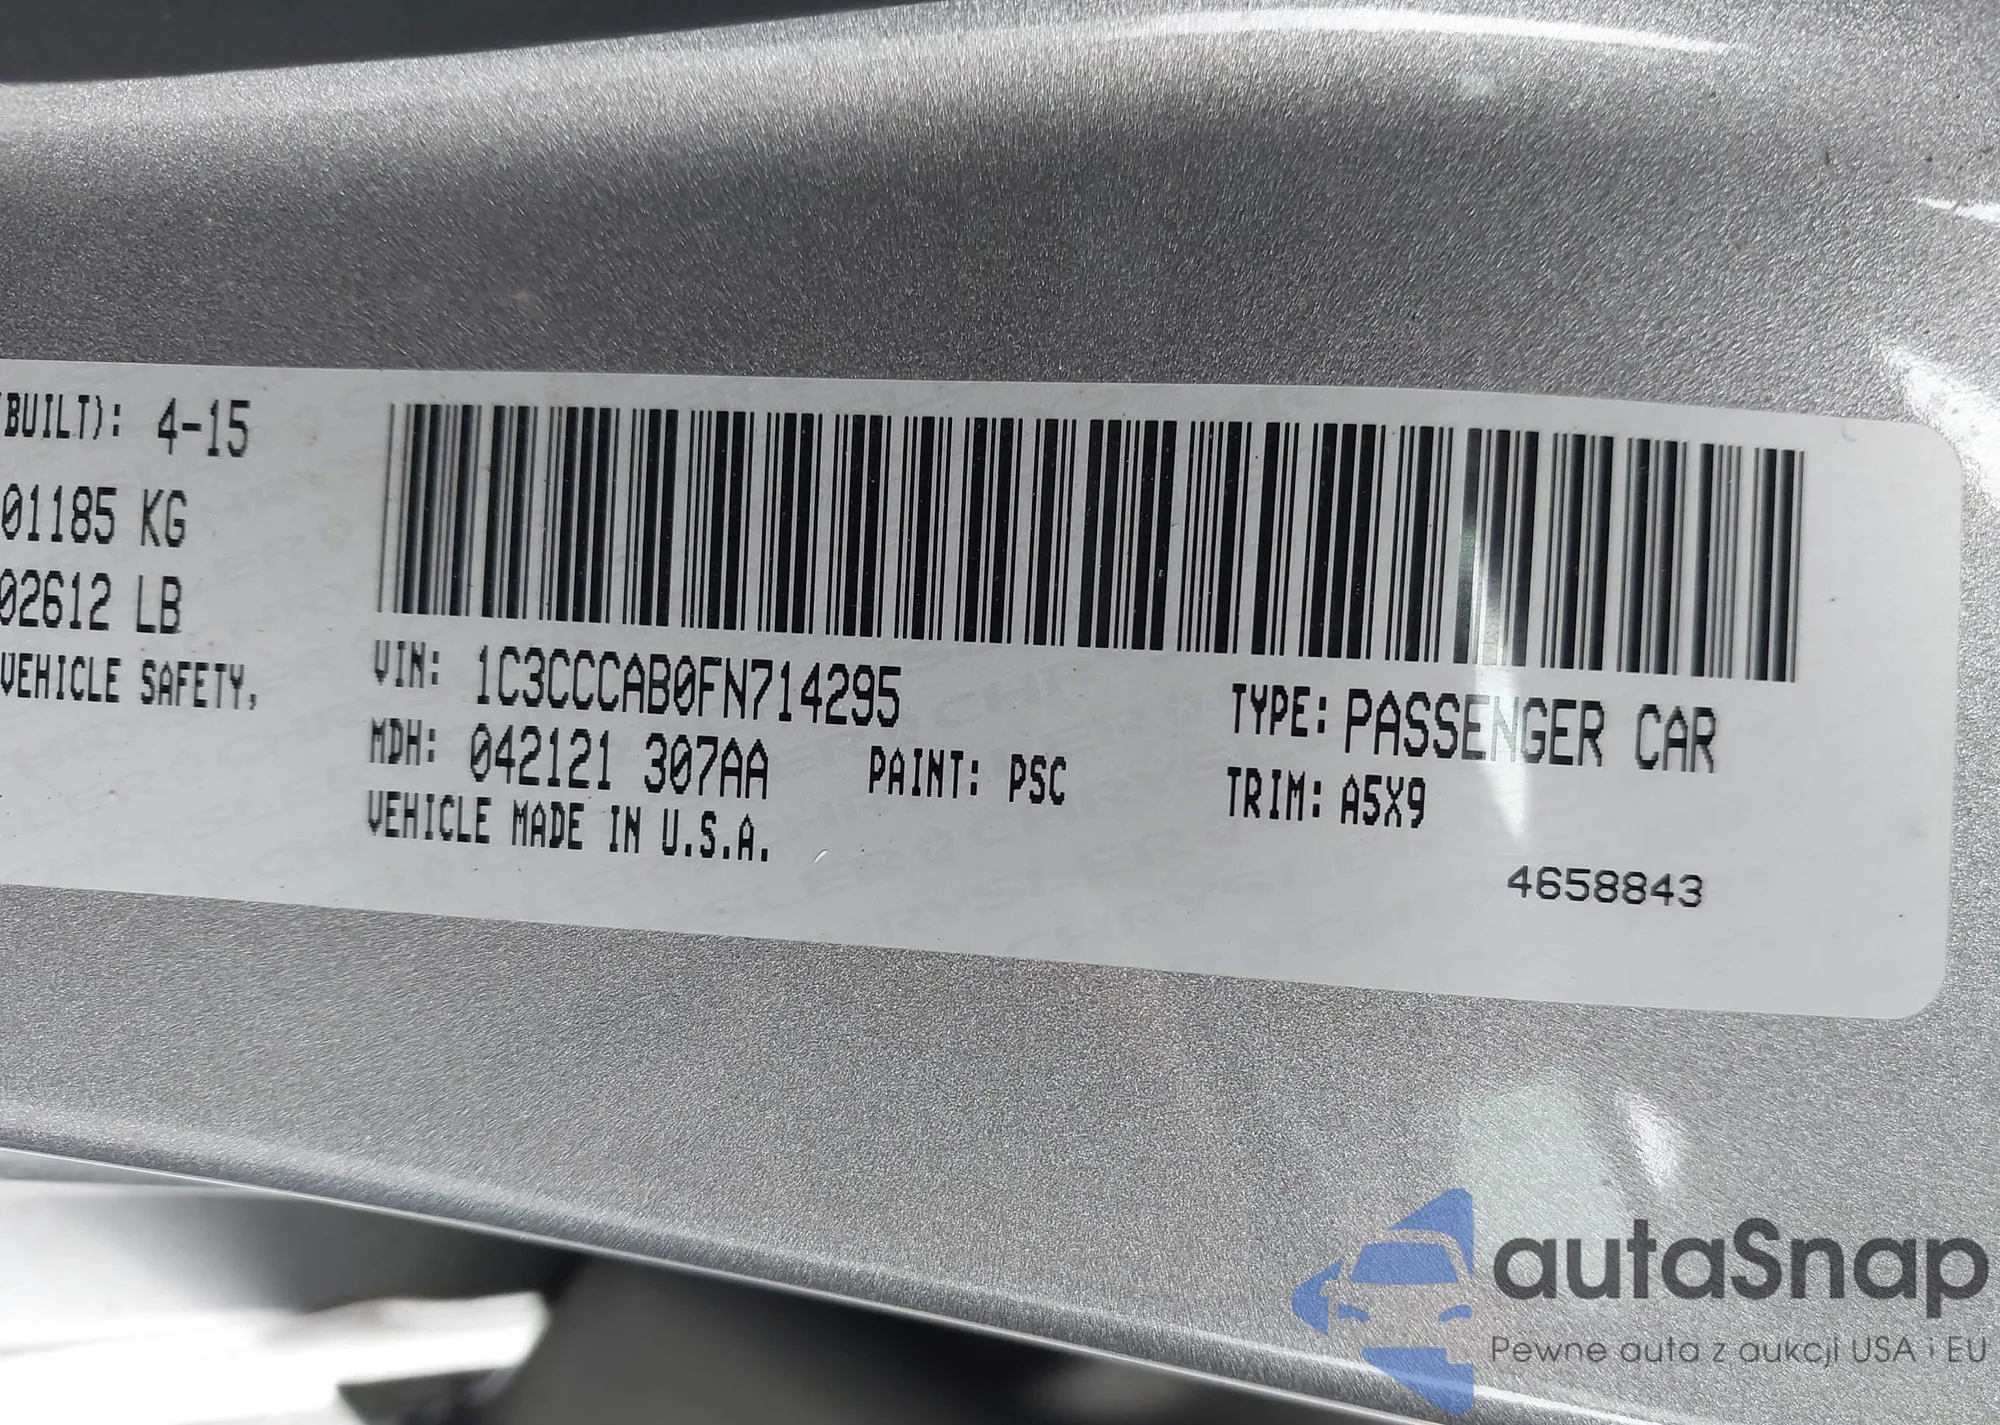 (BUILT): 4-15
01185 KG
02612 LB
VEHICLE SAFETY,
VIN: 1C3CCCAB0FN714295
TYPE: PASSENGER CAR
MDH: 042121 307AA
PAINT: PSC
TRIM: A5X9
VEHICLE MADE IN U.S.A.
4658843
autaSnap
Pewne auta z aukcji USA i EU